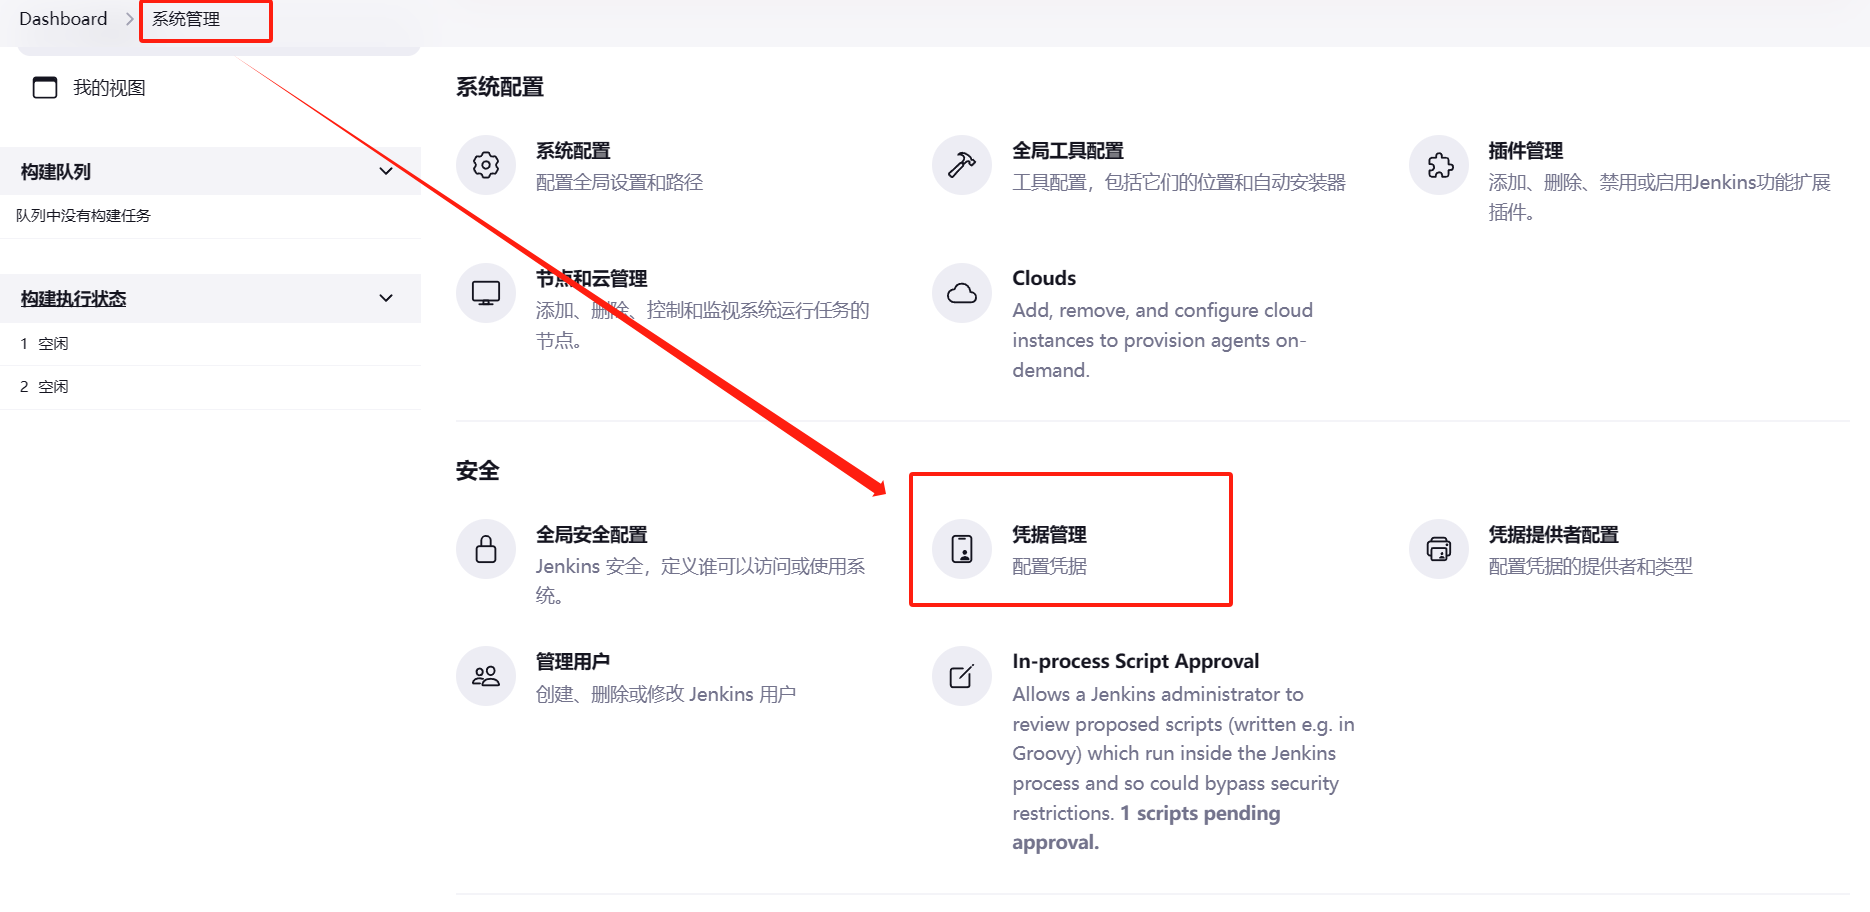 Dashboard
系统管理
我的视图
构建队列
队列中没有构建任务
构建执行状态
1 空闲
2 空闲
系统配置
系统配置
配置全局设置和路径
全局工具配置
工具配置，包括它们的位置和自动安装器
插件管理
添加、删除、禁用或启用Jenkins功能扩展
插件。
节点和云管理
添加、删除、控制和监视系统运行任务的
节点。
Clouds
Add, remove, and configure cloud
instances to provision agents on-
demand.
安全
全局安全配置
Jenkins 安全，定义谁可以访问或使用系
统。
凭据管理
配置凭据
凭据提供者配置
配置凭据的提供者和类型
管理用户
创建、删除或修改 Jenkins 用户
In-process Script Approval
Allows a Jenkins administrator to
review proposed scripts (written e.g. in
Groovy) which run inside the Jenkins
process and so could bypass security
restrictions. 1 scripts pending
approval.